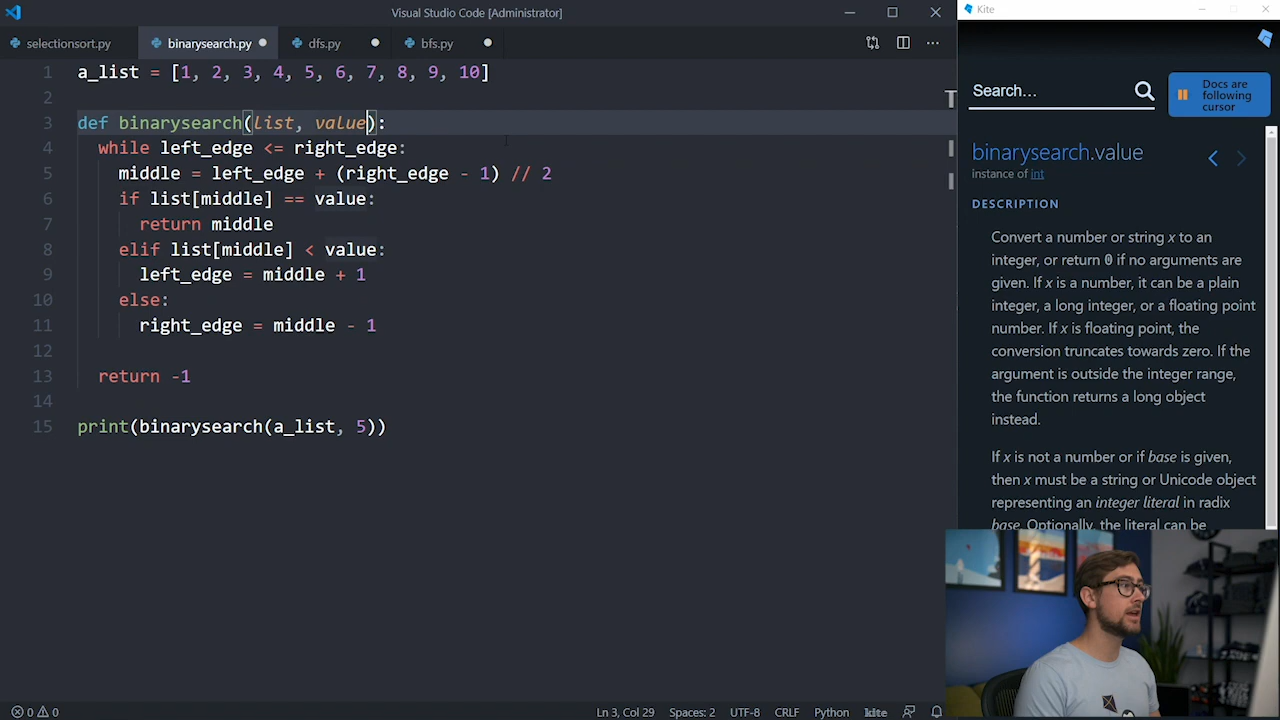 Visual Studio Code [Administrator]
Kite
selectionsort.py
binarysearch.py
dfs.py
bfs.py
1 a_list = [1, 2, 3, 4, 5, 6, 7, 8, 9, 10]
2
3 def binarysearch(list, value):
4 while left_edge <= right_edge:
5 middle = left_edge + (right_edge - 1) // 2
6 if list[middle] == value:
7 return middle
8 elif list[middle] < value:
9 left_edge = middle + 1
10 else:
11 right_edge = middle - 1
12
13 return -1
14
15 print(binarysearch(a_list, 5))
Search...
Docs are
following
cursor
binarysearch.value
instance of int
DESCRIPTION
Convert a number or string x to an
integer, or return 0 if no arguments are
given. If x is a number, it can be a plain
integer, a long integer, or a floating point
number. If x is floating point, the
conversion truncates towards zero. If the
argument is outside the integer range,
the function returns a long object
instead.
If x is not a number or if base is given,
then x must be a string or Unicode object
representing an integer literal in radix
base. Optionally, the literal can be
0 0
Ln 3, Col 29
Spaces: 2
UTF-8
CRLF
Python